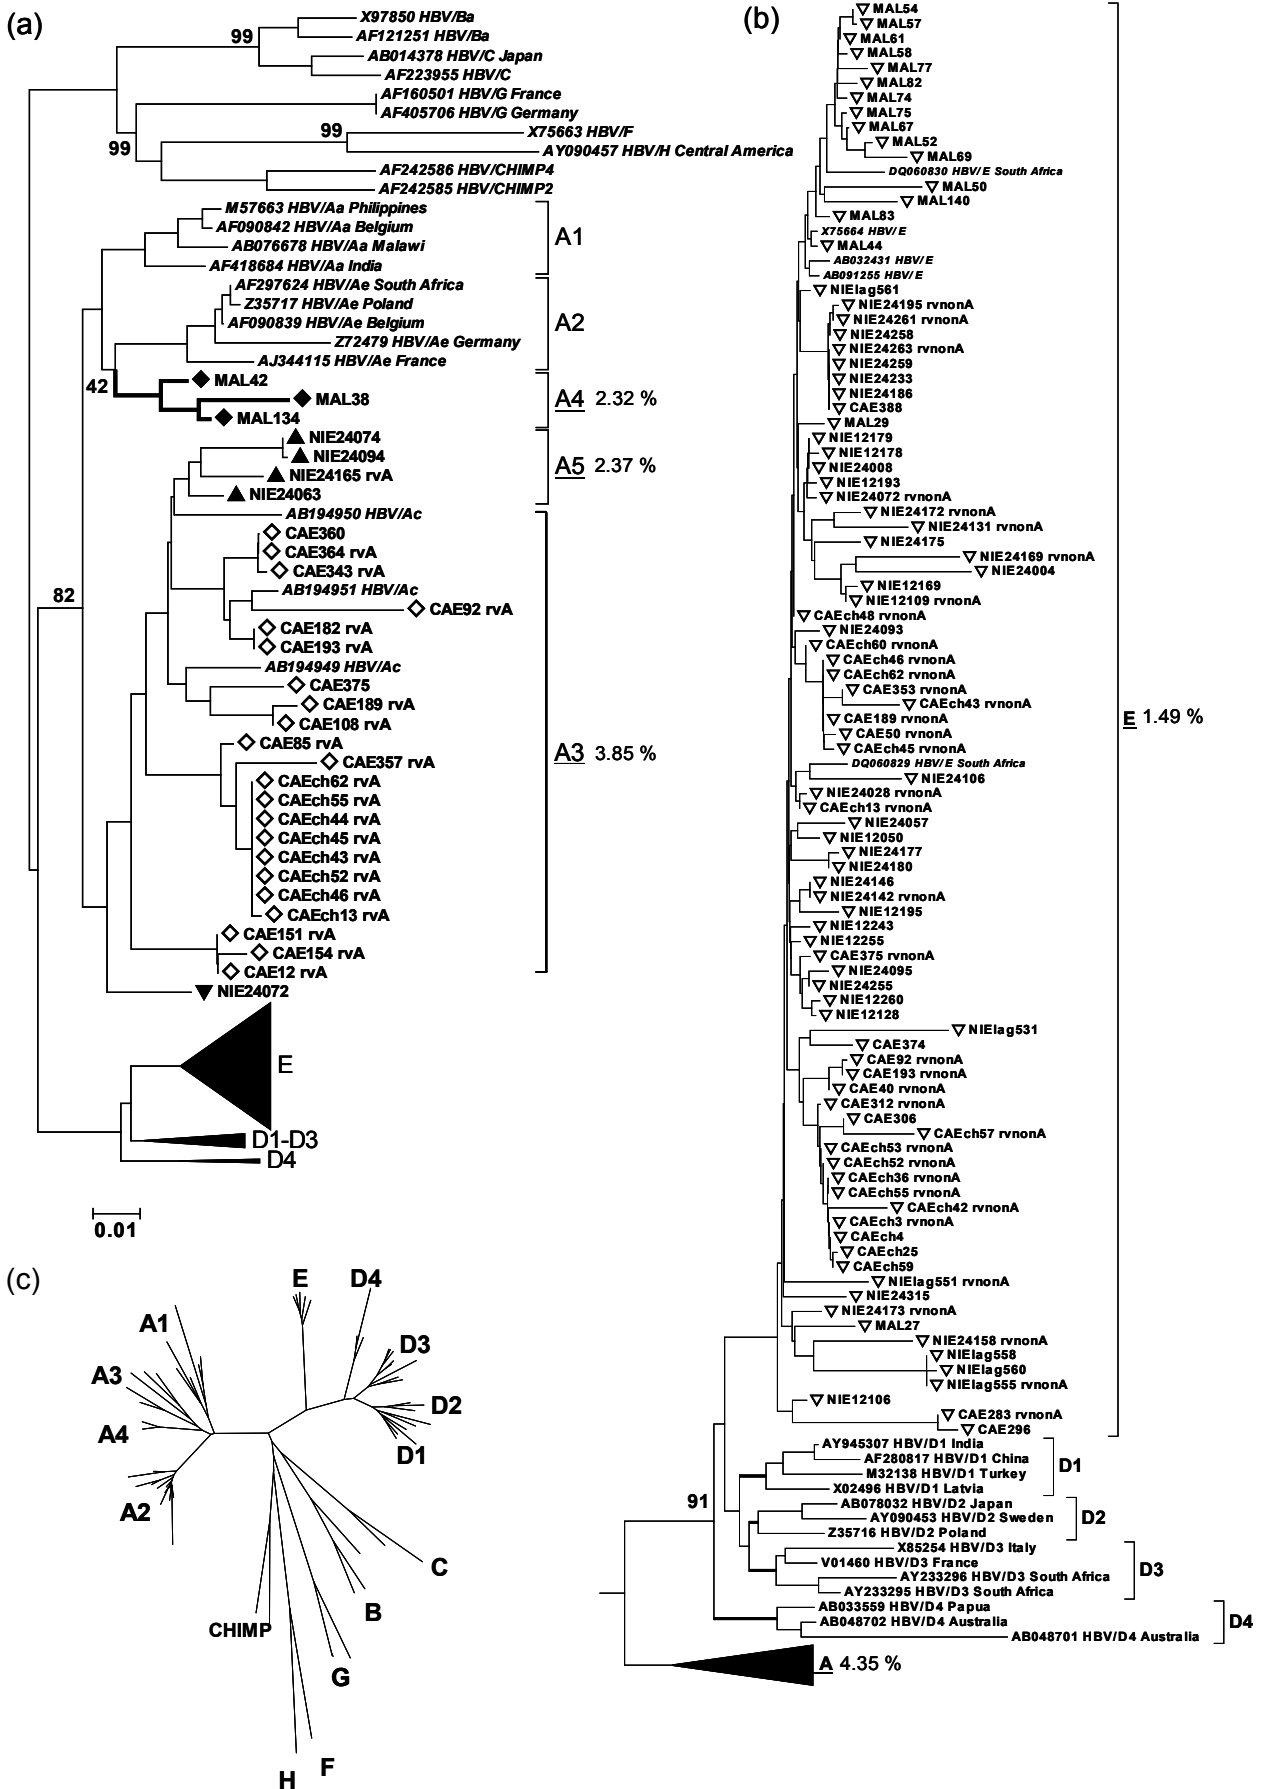 (a)
X97850 HBV/Ba
AF121251 HBV/Ba
99
AB014378 HBV/C Japan
AF223955 HBV/C
AF160501 HBV/G France
AF405706 HBV/G Germany
99
X75663 HBV/F
99
AY090457 HBV/H Central America
AF242586 HBV/CHIMP4
AF242585 HBV/CHIMP2
M57663 HBV/Aa Philippines
AF090842 HBV/Aa Belgium
A1
AB076678 HBV/Aa Malawi
AF418684 HBV/Aa India
AF297624 HBV/Ae South Africa
Z35717 HBV/Ae Poland
AF090839 HBV/Ae Belgium
A2
Z72479 HBV/Ae Germany
AJ344115 HBV/Ae France
42
MAL42
MAL38
A4 2.32 %
MAL134
NIE24074
NIE24094
A5 2.37 %
NIE24165 rvA
NIE24063
AB194950 HBV/Ac
CAE360
CAE364 rvA
CAE343 rvA
AB194951 HBV/Ac
82
CAE92 rvA
CAE182 rvA
CAE193 rvA
AB194949 HBV/Ac
CAE375
CAE189 rvA
CAE108 rvA
CAE85 rvA
A3 3.85 %
CAE357 rvA
CAEch62 rvA
CAEch55 rvA
CAEch44 rvA
CAEch45 rvA
CAEch43 rvA
CAEch52 rvA
CAEch46 rvA
CAEch13 rvA
CAE151 rvA
CAE154 rvA
CAE12 rvA
NIE24072
E
D1-D3
D4
0.01
(b)
MAL54
MAL57
MAL61
MAL58
MAL77
MAL82
MAL74
MAL75
MAL67
MAL52
MAL69
DQ060830 HBV/E South Africa
MAL50
MAL140
MAL83
X75664 HBV/E
MAL44
AB032431 HBV/E
AB091255 HBV/E
NIElag561
NIE24195 rvnonA
NIE24261 rvnonA
NIE24258
NIE24263 rvnonA
NIE24259
NIE24233
NIE24186
CAE388
MAL29
NIE12179
NIE12178
NIE24008
NIE12193
NIE24072 rvnonA
NIE24172 rvnonA
NIE24131 rvnonA
NIE24175
NIE24169 rvnonA
NIE24004
NIE12169
NIE12109 rvnonA
CAEch48 rvnonA
NIE24093
CAEch60 rvnonA
CAEch46 rvnonA
CAEch62 rvnonA
CAE353 rvnonA
CAEch43 rvnonA
CAE189 rvnonA
E 1.49 %
CAE50 rvnonA
CAEch45 rvnonA
DQ060829 HBV/E South Africa
NIE24106
NIE24028 rvnonA
CAEch13 rvnonA
NIE24057
NIE12050
NIE24177
NIE24180
NIE24146
NIE24142 rvnonA
NIE12195
NIE12243
NIE12255
CAE375 rvnonA
NIE24095
NIE24255
NIE12260
NIE12128
NIElag531
CAE374
CAE92 rvnonA
CAE193 rvnonA
CAE40 rvnonA
CAE312 rvnonA
CAE306
CAEch57 rvnonA
CAEch53 rvnonA
CAEch52 rvnonA
CAEch36 rvnonA
CAEch55 rvnonA
CAEch42 rvnonA
CAEch3 rvnonA
CAEch4
CAEch25
CAEch59
NIElag551 rvnonA
NIE24315
NIE24173 rvnonA
MAL27
NIE24158 rvnonA
NIElag558
NIElag560
NIElag555 rvnonA
NIE12106
CAE283 rvnonA
CAE296
AY945307 HBV/D1 India
AF280817 HBV/D1 China
D1
M32138 HBV/D1 Turkey
X02496 HBV/D1 Latvia
91
AB078032 HBV/D2 Japan
AY090453 HBV/D2 Sweden
D2
Z35716 HBV/D2 Poland
X85254 HBV/D3 Italy
V01460 HBV/D3 France
D3
AY233296 HBV/D3 South Africa
AY233295 HBV/D3 South Africa
AB033559 HBV/D4 Papua
AB048702 HBV/D4 Australia
D4
AB048701 HBV/D4 Australia
A 4.35 %
(c)
E
D4
A1
D3
A3
D2
A4
D1
A2
C
B
CHIMP
G
F
H